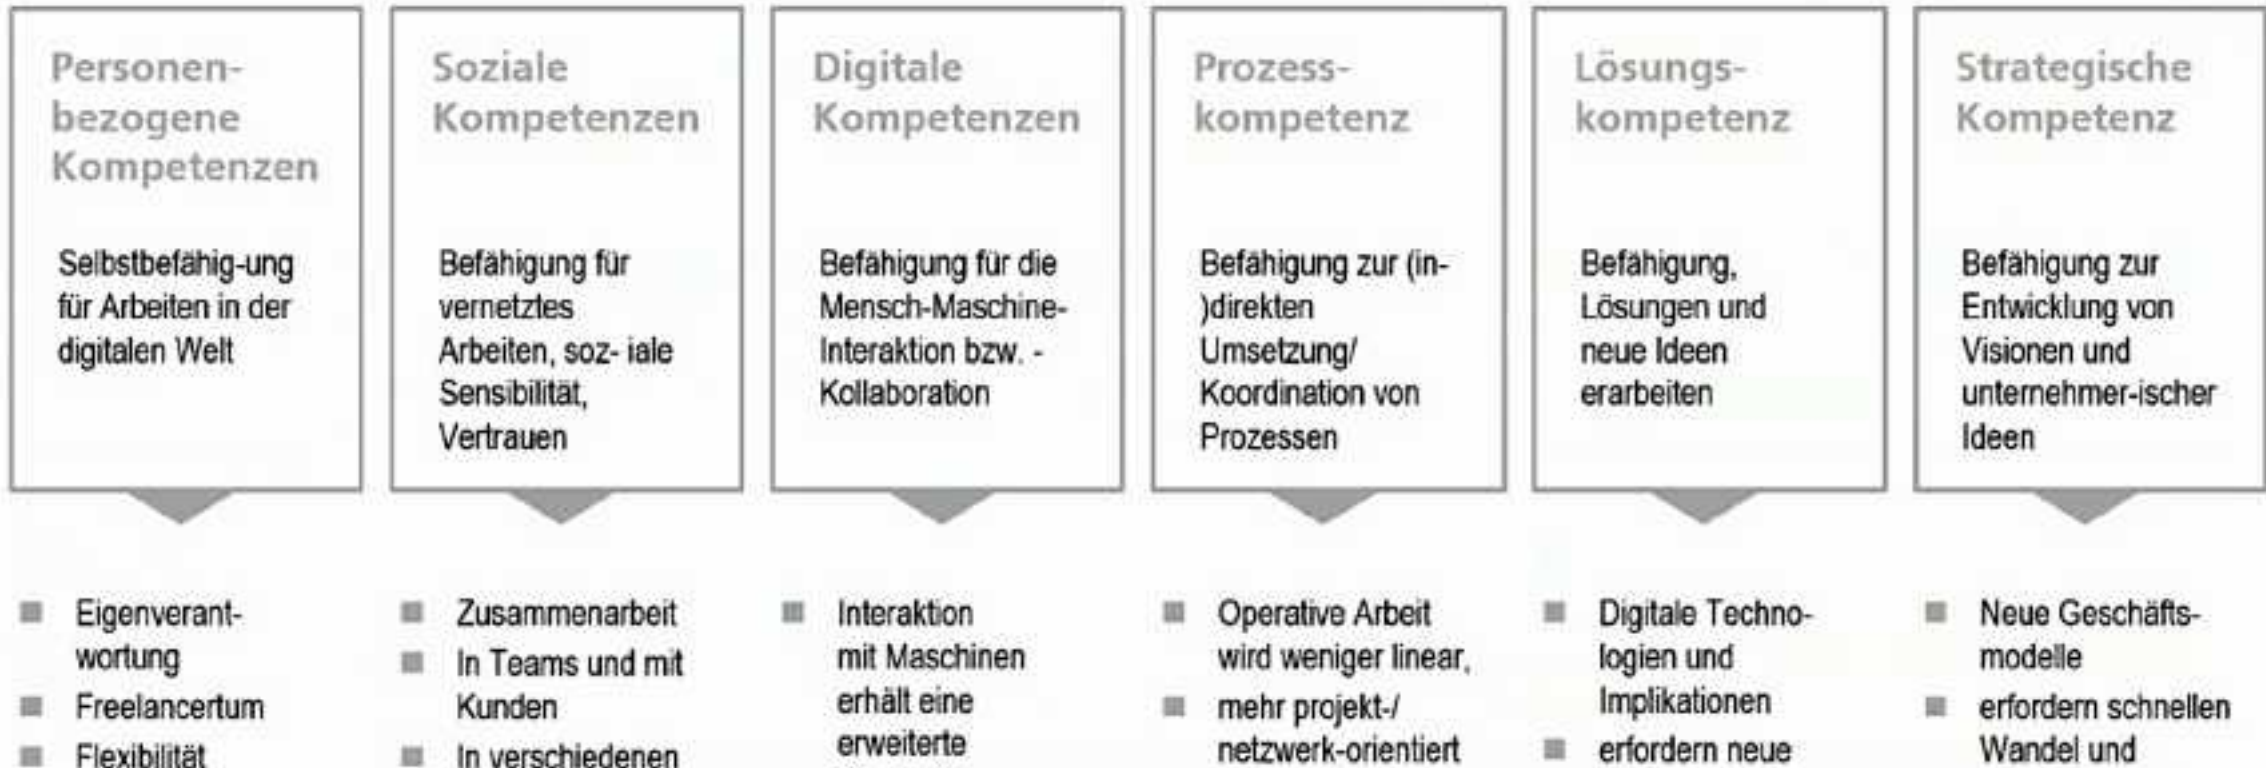 Personen-
bezogene
Kompetenzen
Selbstbefähig-ung
für Arbeiten in der
digitalen Welt
Eigenverant-
wortung
Freelancertum
Flexibilität
Soziale
Kompetenzen
Befähigung für
vernetztes
Arbeiten, soz- iale
Sensibilität,
Vertrauen
Zusammenarbeit
In Teams und mit
Kunden
In verschiedenen
Digitale
Kompetenzen
Befähigung für die
Mensch-Maschine-
Interaktion bzw. -
Kollaboration
Interaktion
mit Maschinen
erhält eine
erweiterte
Prozess-
kompetenz
Befähigung zur (in-
)direkten
Umsetzung/
Koordination von
Prozessen
Operative Arbeit
wird weniger linear,
mehr projekt-/
netzwerk-orientiert
Lösungs-
kompetenz
Befähigung,
Lösungen und
neue Ideen
erarbeiten
Digitale Techno-
logien und
Implikationen
erfordern neue
Strategische
Kompetenz
Befähigung zur
Entwicklung von
Visionen und
unternehmer-ischer
Ideen
Neue Geschäfts-
modelle
erfordern schnellen
Wandel und